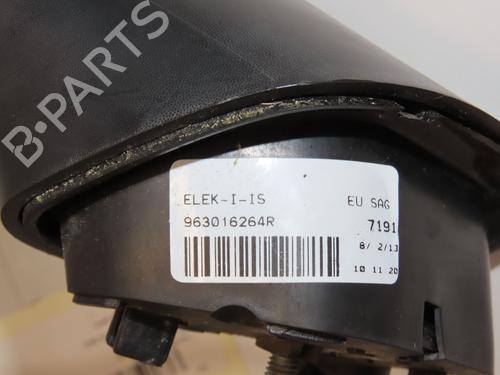 B-PARTS
ELEK-I-IS EU SAG
963016264R 7191
8/ 2/13
10 11 20